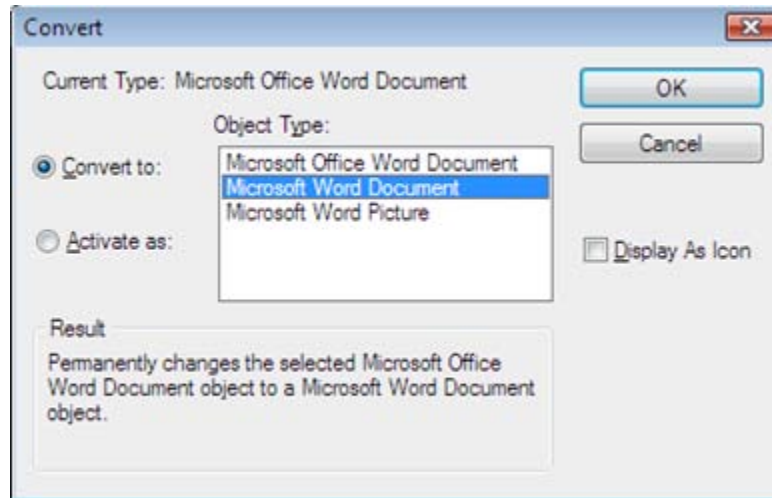 Convert
Current Type: Microsoft Office Word Document
OK
Object Type:
Cancel
Convert to:
Microsoft Office Word Document
Microsoft Word Document
Microsoft Word Picture
Activate as:
Display As Icon
Result
Permanently changes the selected Microsoft Office
Word Document object to a Microsoft Word Document
object.